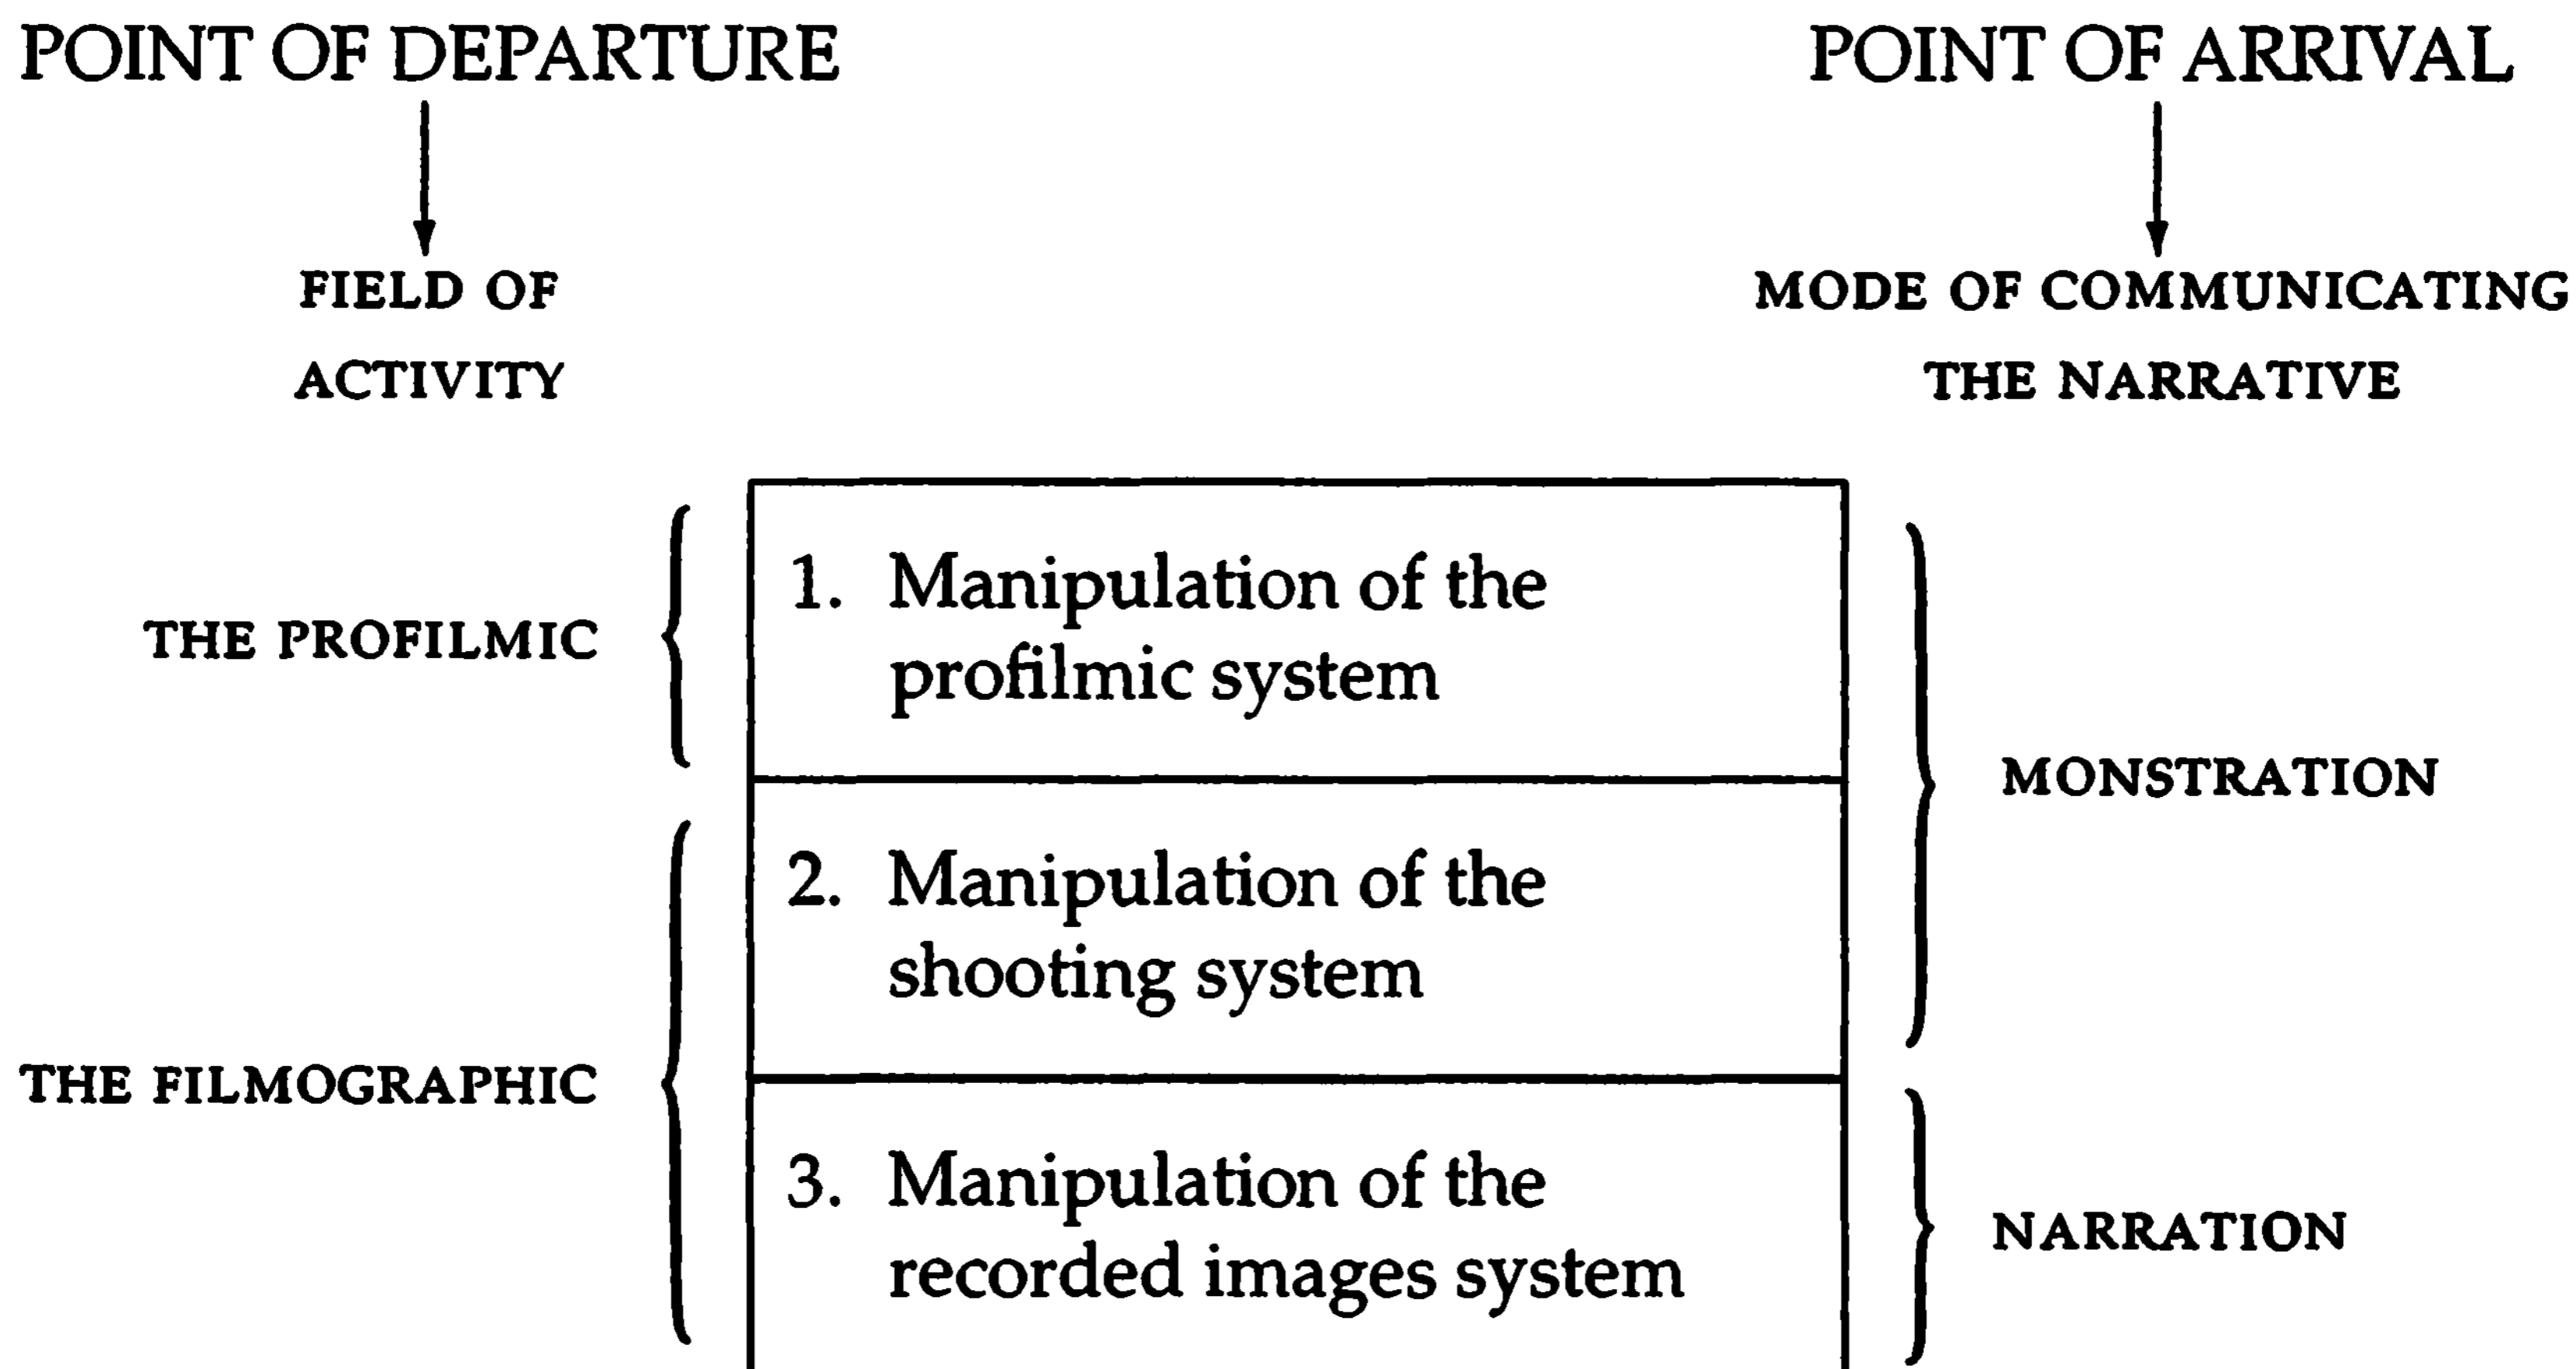 POINT OF DEPARTURE
POINT OF ARRIVAL
FIELD OF
ACTIVITY
MODE OF COMMUNICATING
THE NARRATIVE
THE PROFILMIC
1. Manipulation of the
profilmic system
MONSTRATION
2. Manipulation of the
shooting system
THE FILMOGRAPHIC
3. Manipulation of the
recorded images system
NARRATION